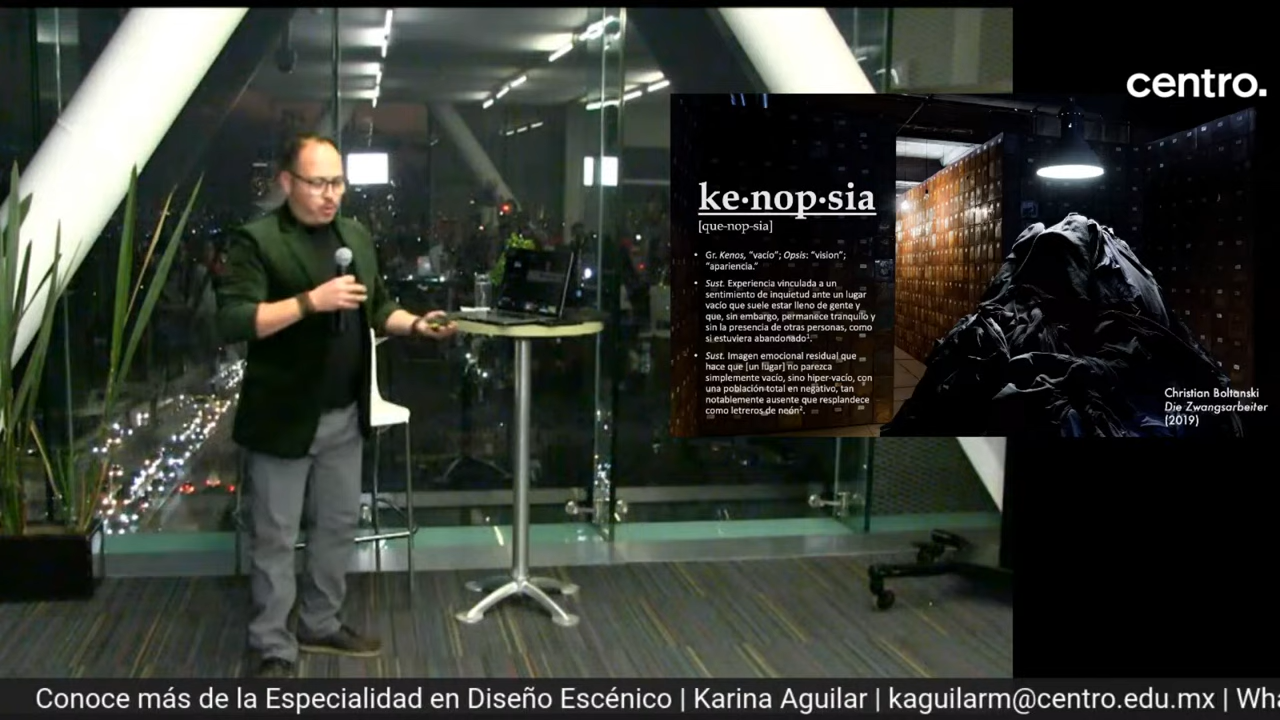 centro.
ke·nop·sia
[que-nop-sia]
• Gr. Kenos, “vacío”; Opsis: “vision”;
“apariencia.”
• Sust. Experiencia vinculada a un
sentimiento de inquietud ante un lugar
vacío que suele estar lleno de gente y
que, sin embargo, permanece tranquilo y
sin la presencia de otras personas, como
si estuviera abandonado¹.
• Sust. Imagen emocional residual que
hace que [un lugar] no parezca
simplemente vacío, sino hiper-vacío, con
una población total en negativo, tan
notablemente ausente que resplandece
como letreros de neón².
Christian Boltanski
Die Zwangsarbeiter
(2019)
Conoce más de la Especialidad en Diseño Escénico | Karina Aguilar | kaguilarm@centro.edu.mx | Wha